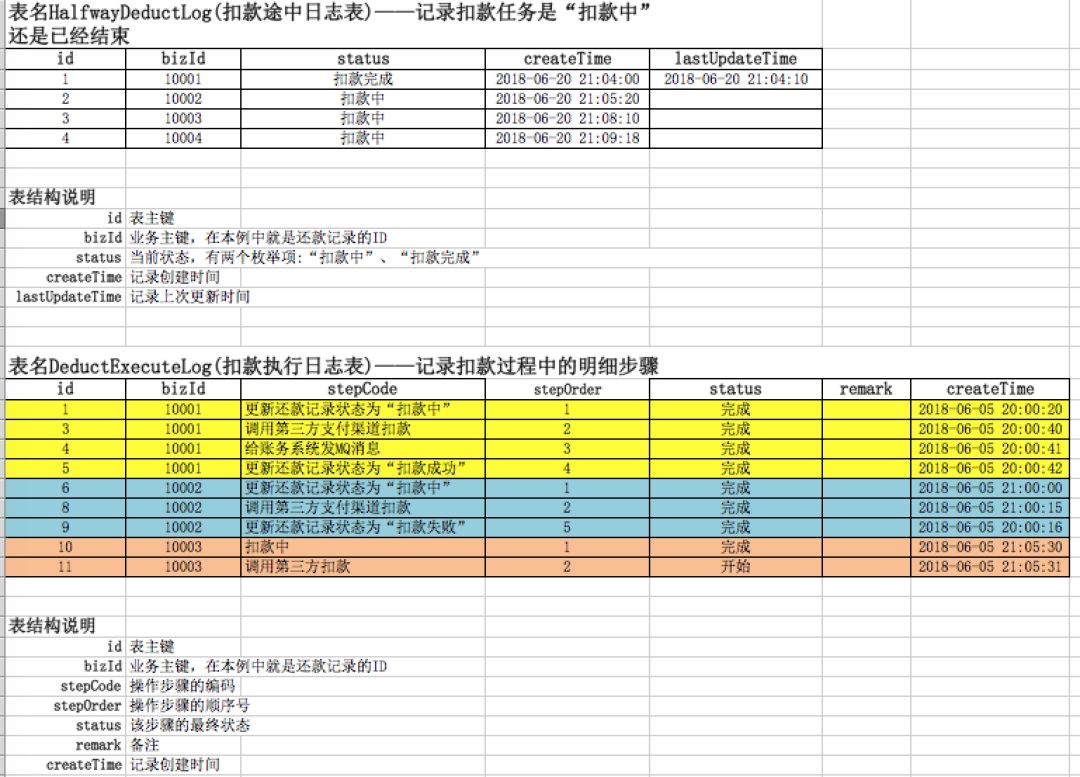 表名HalfwayDeductLog(扣款途中日志表)——记录扣款任务是“扣款中”
还是已经结束
id bizId status createTime lastUpdateTime
1 10001 扣款完成 2018-06-20 21:04:00 2018-06-20 21:04:10
2 10002 扣款中 2018-06-20 21:05:20
3 10003 扣款中 2018-06-20 21:08:10
4 10004 扣款中 2018-06-20 21:09:18
表结构说明
id 表主键
bizId 业务主键，在本例中就是还款记录的ID
status 当前状态，有两个枚举项:“扣款中”、“扣款完成”
createTime 记录创建时间
lastUpdateTime 记录上次更新时间
表名DeductExecuteLog(扣款执行日志表)——记录扣款过程中的明细步骤
id bizId stepCode stepOrder status remark createTime
1 10001 更新还款记录状态为“扣款中” 1 完成 2018-06-05 20:00:20
3 10001 调用第三方支付渠道扣款 2 完成 2018-06-05 20:00:40
4 10001 给账务系统发MQ消息 3 完成 2018-06-05 20:00:41
5 10001 更新还款记录状态为“扣款成功” 4 完成 2018-06-05 20:00:42
6 10002 更新还款记录状态为“扣款中” 1 完成 2018-06-05 21:00:00
8 10002 调用第三方支付渠道扣款 2 完成 2018-06-05 21:00:15
9 10002 更新还款记录状态为“扣款失败” 5 完成 2018-06-05 20:00:16
10 10003 扣款中 1 完成 2018-06-05 21:05:30
11 10003 调用第三方扣款 2 开始 2018-06-05 21:05:31
表结构说明
id 表主键
bizId 业务主键，在本例中就是还款记录的ID
stepCode 操作步骤的编码
stepOrder 操作步骤的顺序号
status 该步骤的最终状态
remark 备注
createTime 记录创建时间